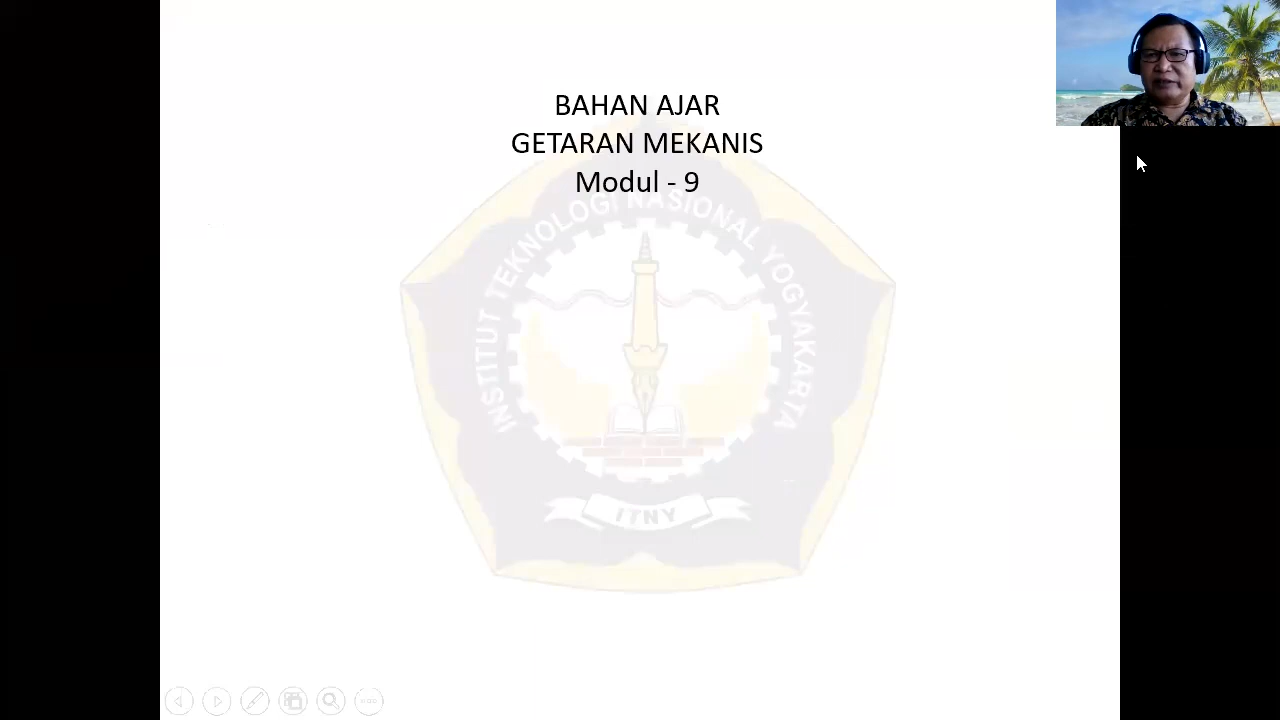 BAHAN AJAR
GETARAN MEKANIS
Modul - 9
INSTITUT TEKNOLOGI NASIONAL YOGYAKARTA
ITNY